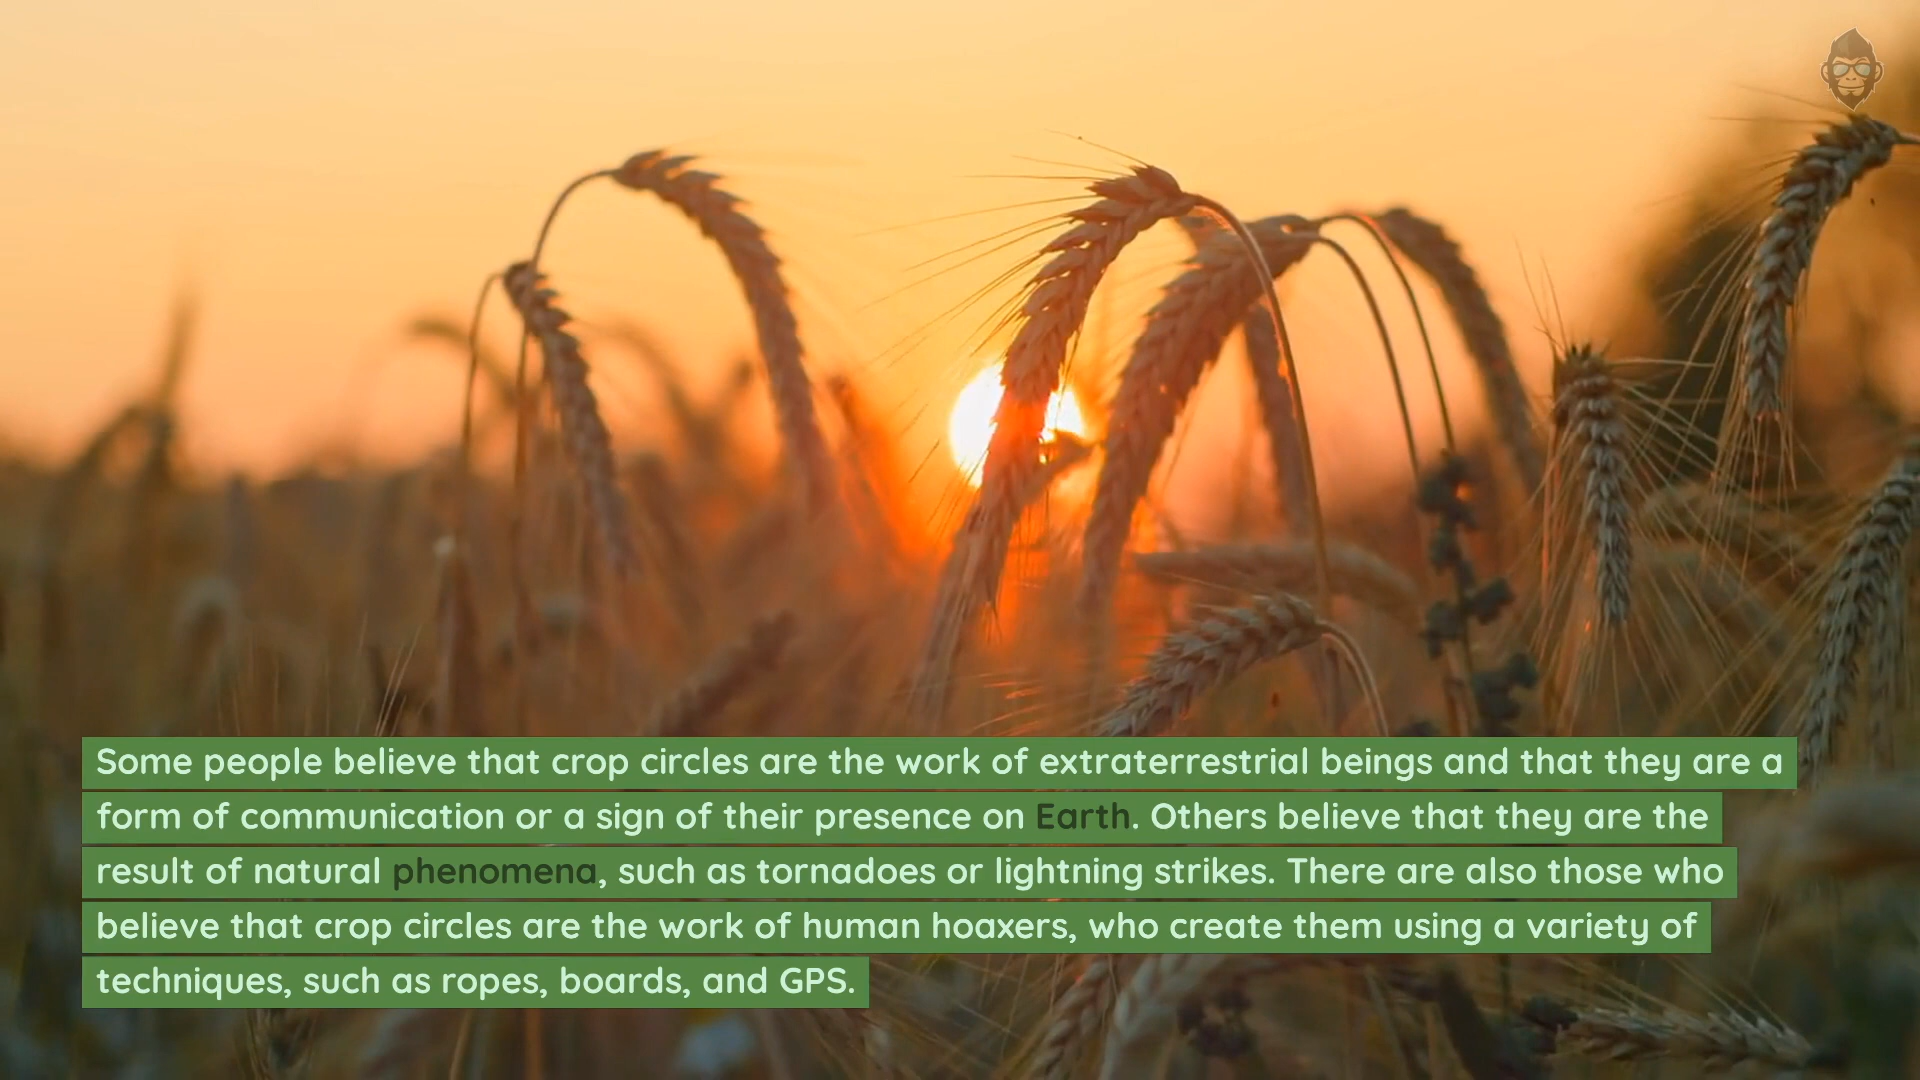 Some people believe that crop circles are the work of extraterrestrial beings and that they are a
form of communication or a sign of their presence on Earth. Others believe that they are the
result of natural phenomena, such as tornadoes or lightning strikes. There are also those who
believe that crop circles are the work of human hoaxers, who create them using a variety of
techniques, such as ropes, boards, and GPS.